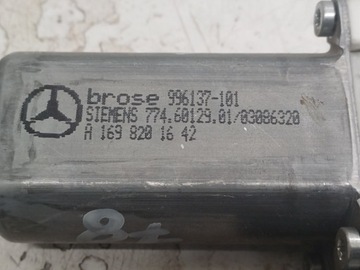 brose 996137-101
SIEMENS 774.60129.01/03086320
A 169 820 16 42